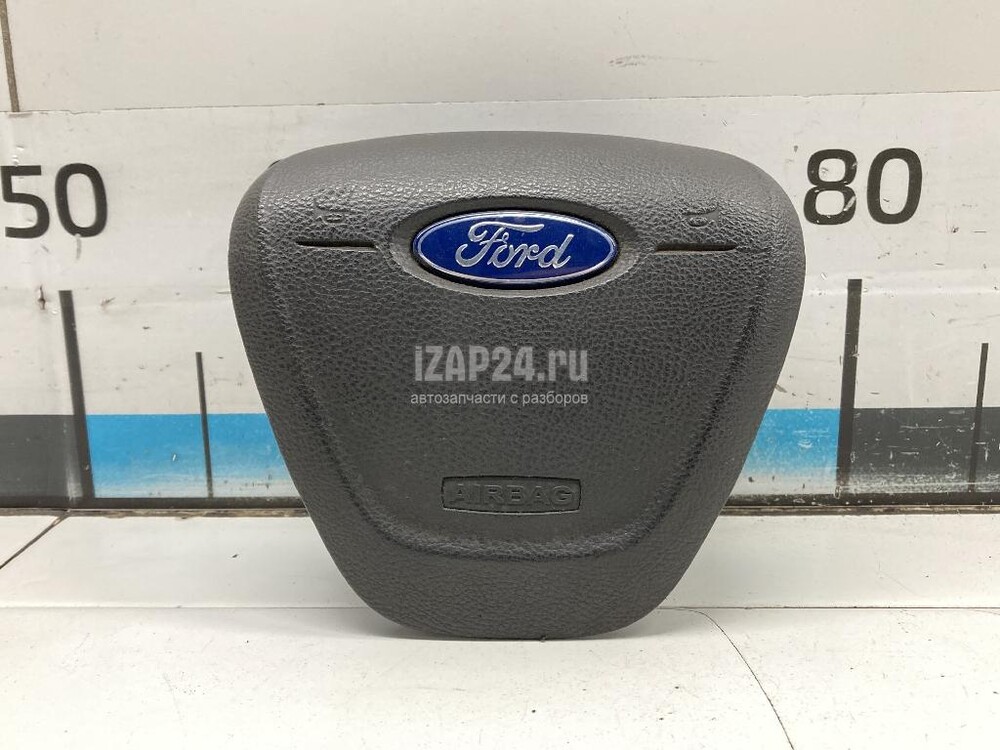 50
80
Ford
iZAP24.ru
автозапчасти с разборов
AIRBAG